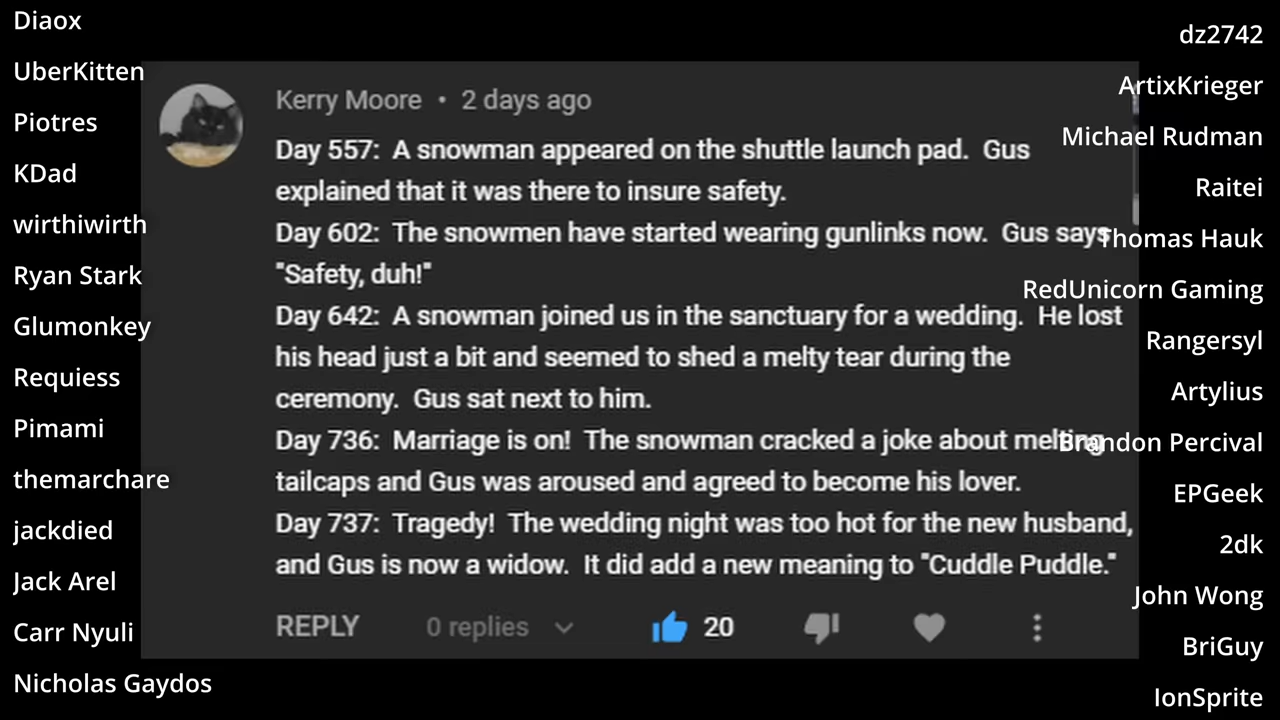 Diaox
UberKitten
Piotres
KDad
wirthiwirth
Ryan Stark
Glumonkey
Requiess
Pimami
themarchare
jackdied
Jack Arel
Carr Nyuli
Nicholas Gaydos
Kerry Moore • 2 days ago
Day 557: A snowman appeared on the shuttle launch pad. Gus
explained that it was there to insure safety.
Day 602: The snowmen have started wearing gunlinks now. Gus says
"Safety, duh!"
Day 642: A snowman joined us in the sanctuary for a wedding. He lost
his head just a bit and seemed to shed a melty tear during the
ceremony. Gus sat next to him.
Day 736: Marriage is on! The snowman cracked a joke about melting
tailcaps and Gus was aroused and agreed to become his lover.
Day 737: Tragedy! The wedding night was too hot for the new husband,
and Gus is now a widow. It did add a new meaning to "Cuddle Puddle."
REPLY 0 replies 20
dz2742
ArtixKrieger
Michael Rudman
Raitei
Thomas Hauk
RedUnicorn Gaming
Rangersyl
Artylius
Brandon Percival
EPGeek
2dk
John Wong
BriGuy
IonSprite